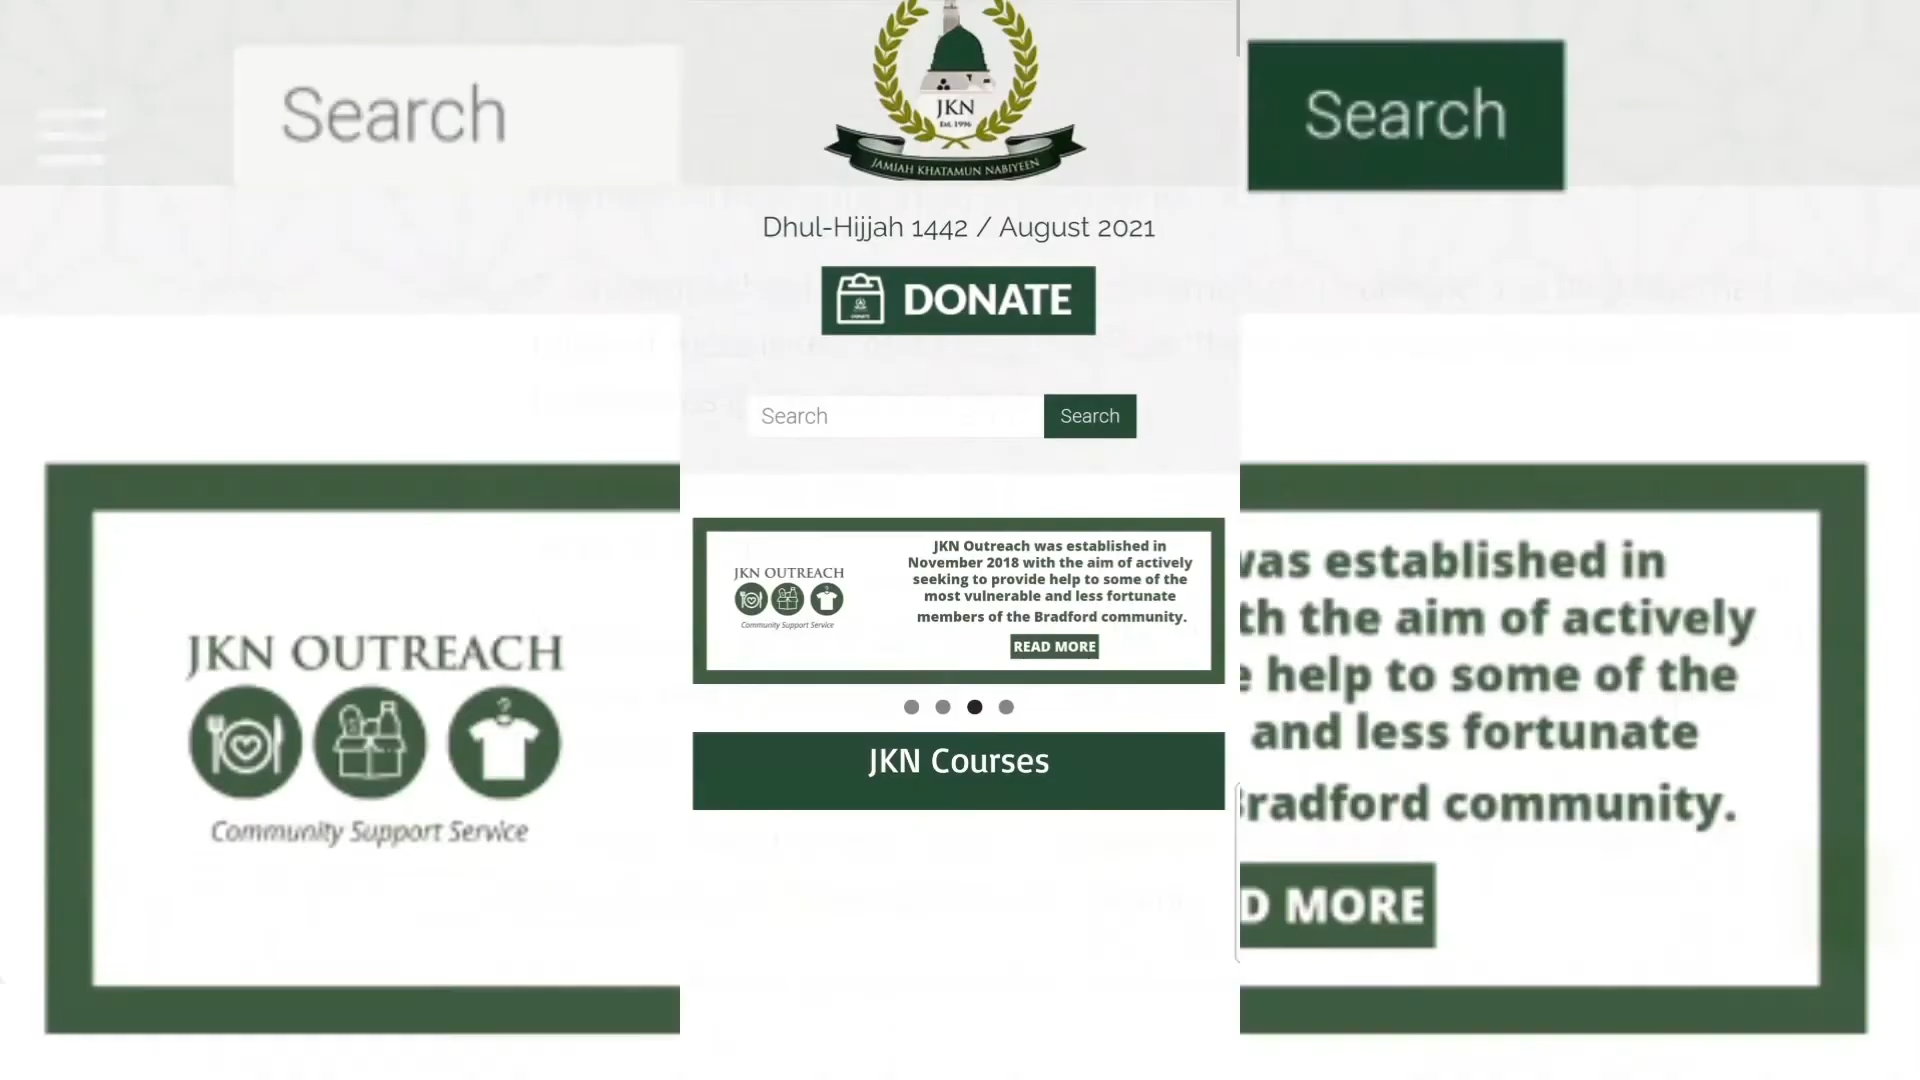 Search
JKN
Est. 1996
JAMIAH KHATAMUN NABIYEEN
Search
Dhul-Hijjah 1442 / August 2021
DONATE
Search
Search
JKN OUTREACH
Community Support Service
JKN Outreach was established in
November 2018 with the aim of actively
seeking to provide help to some of the
most vulnerable and less fortunate
members of the Bradford community.
READ MORE
JKN Courses
JKN OUTREACH
Community Support Service
was established in
th the aim of actively
help to some of the
and less fortunate
Bradford community.
D MORE